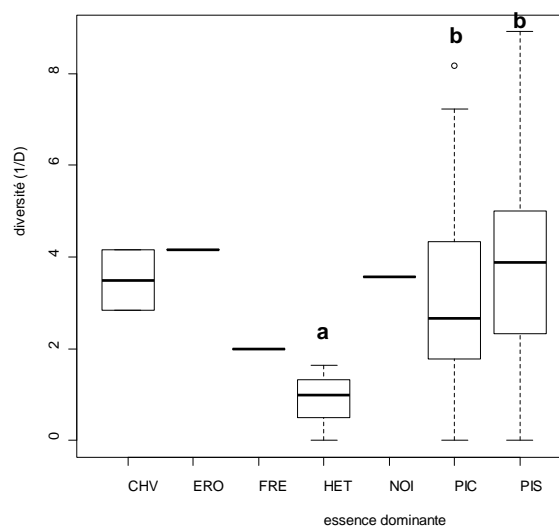 b
b
8
6
diversité (1/D)
4
a
2
0
CHV ERO FRE HET NOI PIC PIS
essence dominante